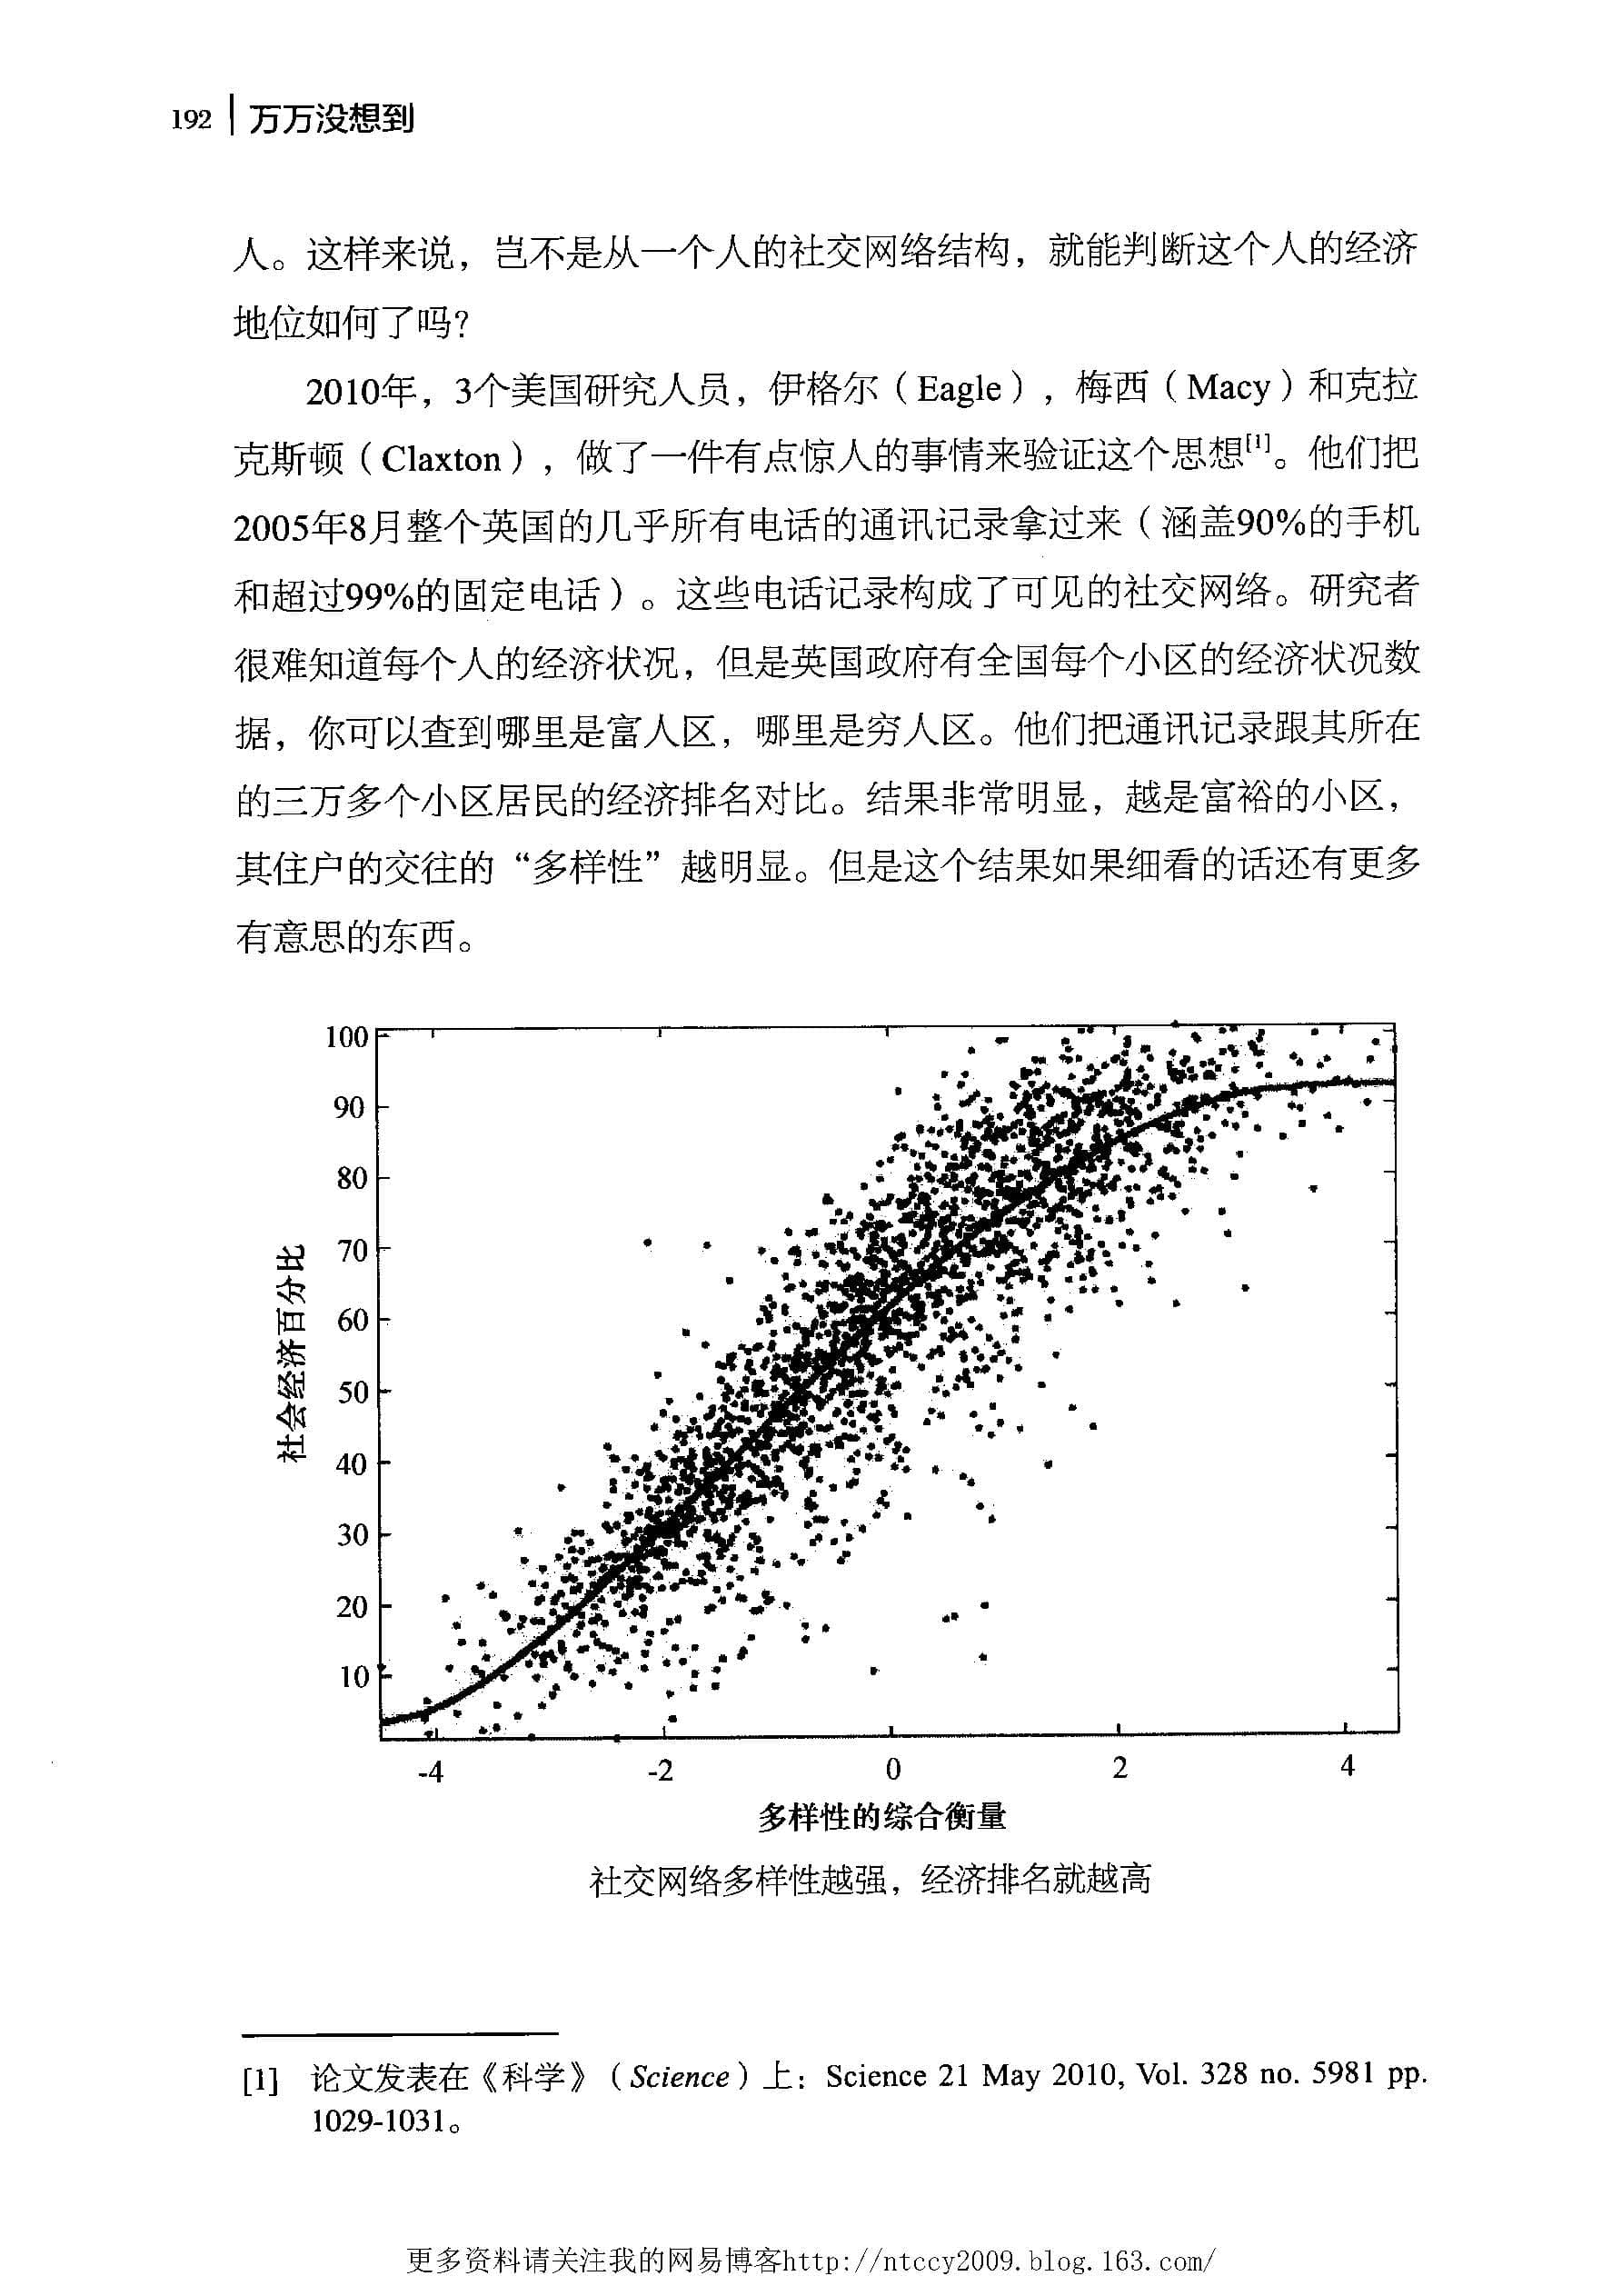 192 | 万万没想到
人。这样来说，岂不是从一个人的社交网络结构，就能判断这个人的经济
地位如何了吗？
2010年，3个美国研究人员，伊格尔（Eagle），梅西（Macy）和克拉
克斯顿（Claxton），做了一件有点惊人的事情来验证这个思想[1]。他们把
2005年8月整个英国的几乎所有电话的通讯记录拿过来（涵盖90%的手机
和超过99%的固定电话）。这些电话记录构成了可见的社交网络。研究者
很难知道每个人的经济状况，但是英国政府有全国每个小区的经济状况数
据，你可以查到哪里是富人区，哪里是穷人区。他们把通讯记录跟其所在
的三万多个小区居民的经济排名对比。结果非常明显，越是富裕的小区，
其住户的交往的“多样性”越明显。但是这个结果如果细看的话还有更多
有意思的东西。
社会经济百分比
100
90
80
70
60
50
40
30
20
10
-4 -2 0 2 4
多样性的综合衡量
社交网络多样性越强，经济排名就越高
[1] 论文发表在《科学》（Science）上：Science 21 May 2010, Vol. 328 no. 5981 pp.
1029-1031。
更多资料请关注我的网易博客http://ntccy2009.blog.163.com/